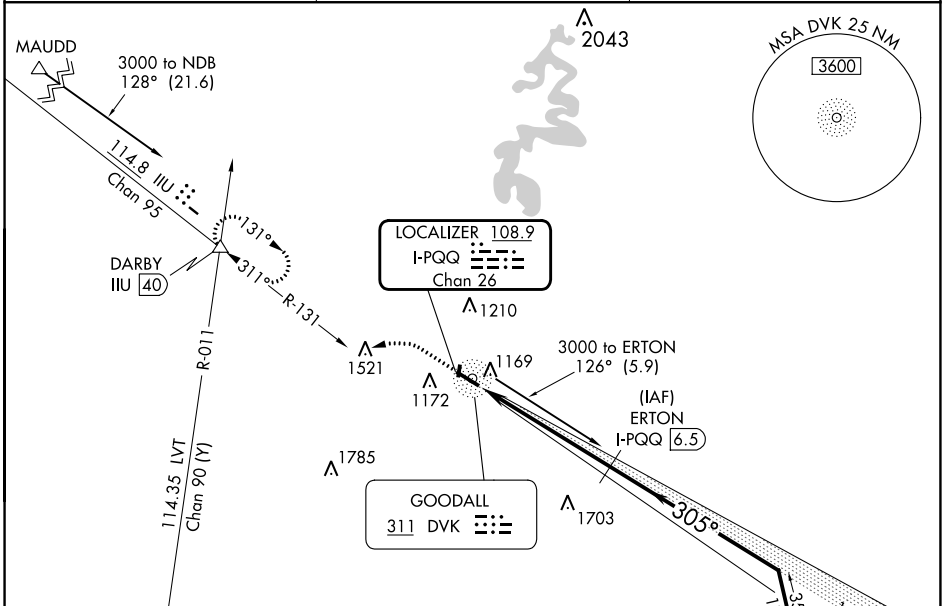 2043
MSA DVK 25 NM
3600
MAUDD
3000 to NDB
128° (21.6)
114.8 IIU
Chan 95
131°
311°
DARBY
IIU 40
R-131
R-011
114.35 LVT
Chan 90 (Y)
LOCALIZER 108.9
I-PQQ
Chan 26
1210
1521
1169
1172
3000 to ERTON
126° (5.9)
(IAF)
ERTON
I-PQQ 6.5
1785
GOODALL
311 DVK
1703
305°